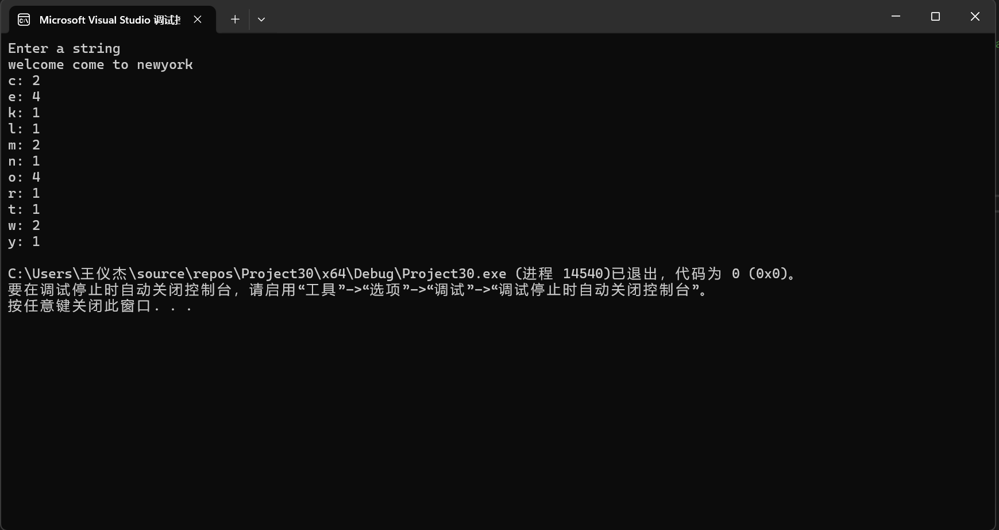 Microsoft Visual Studio 调试
Enter a string
welcome come to newyork
c: 2
e: 4
k: 1
l: 1
m: 2
n: 1
o: 4
r: 1
t: 1
w: 2
y: 1
C:\Users\王仪杰\source\repos\Project30\x64\Debug\Project30.exe (进程 14540)已退出，代码为 0 (0x0)。
要在调试停止时自动关闭控制台，请启用“工具”->“选项”->“调试”->“调试停止时自动关闭控制台”。
按任意键关闭此窗口. . .